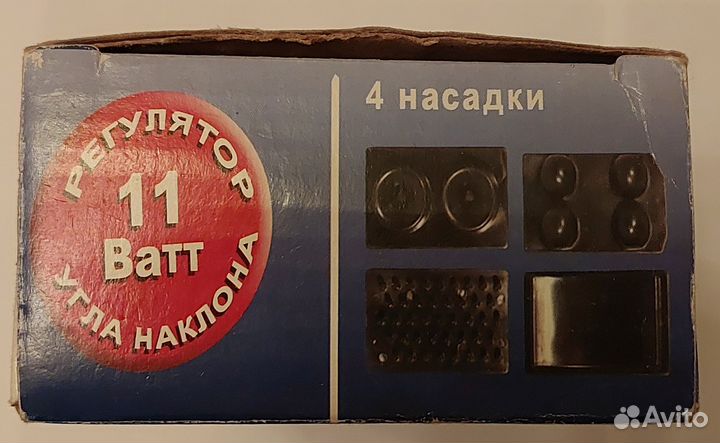 РЕГУЛЯТОР
11
Ватт
УГЛА НАКЛОНА
4 насадки
Avito